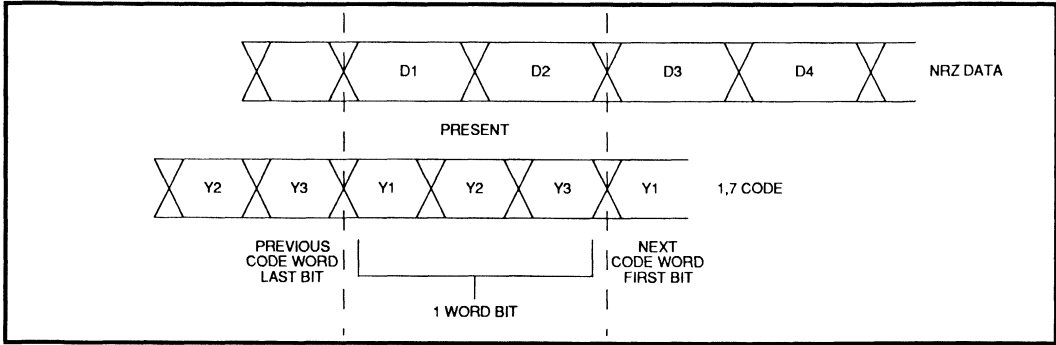 D1 D2 D3 D4 NRZ DATA
PRESENT
Y2 Y3 Y1 Y2 Y3 Y1 1,7 CODE
PREVIOUS
CODE WORD
LAST BIT
NEXT
CODE WORD
FIRST BIT
1 WORD BIT